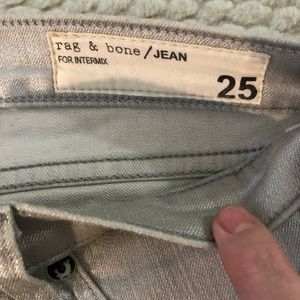 rag & bone/JEAN
FOR INTERMIX
25